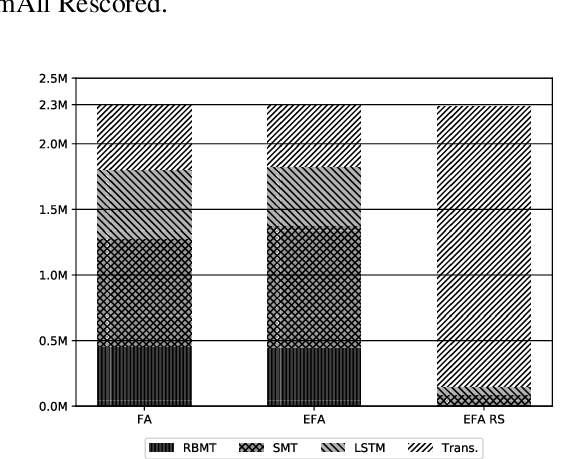 mAll Rescored.
2.5M
2.3M
2.0M
1.5M
1.0M
0.5M
0.0M
FA EFA EFA RS
RBMT SMT LSTM Trans.